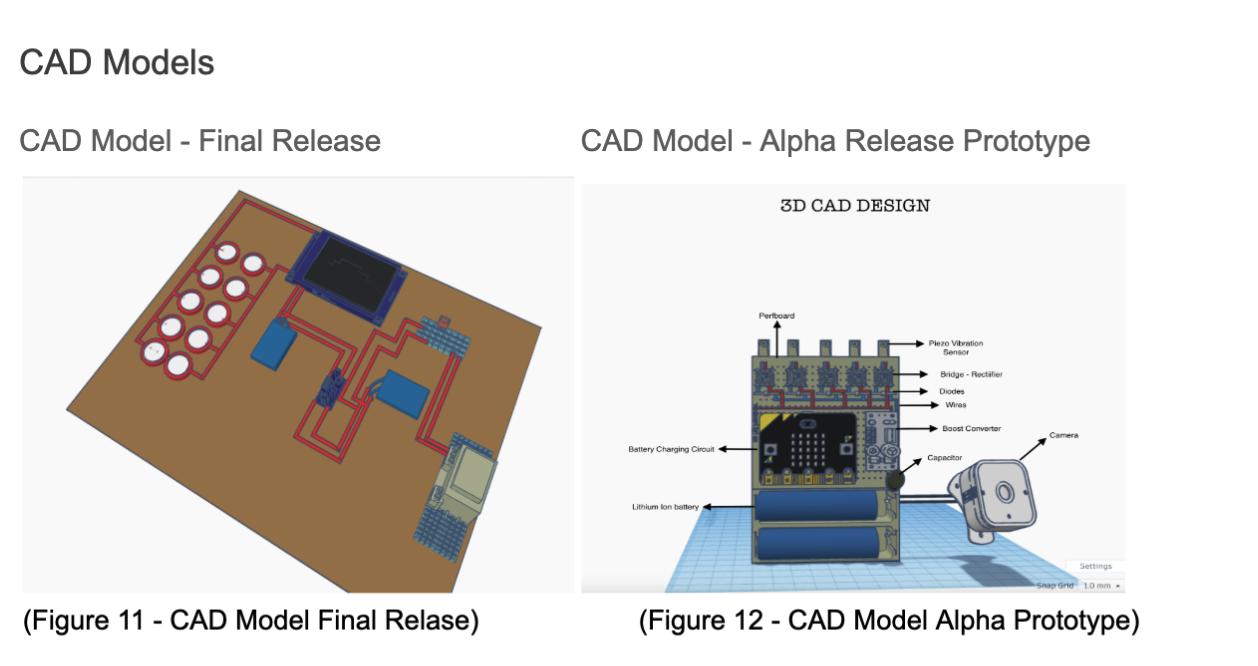 CAD Models
CAD Model - Final Release
CAD Model - Alpha Release Prototype
3D CAD DESIGN
Perfboard
Piezo Vibration
Sensor
Bridge - Rectifier
Diodes
Wires
Boost Converter
Battery Charging Circuit
Camera
Capacitor
Lithium Ion battery
Settings
Snap Grid 1.0 mm
(Figure 11 - CAD Model Final Relase)
(Figure 12 - CAD Model Alpha Prototype)